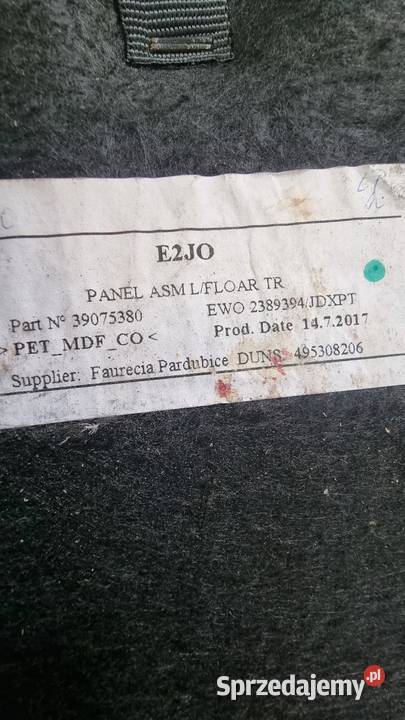 E2JO
PANEL ASM L/FLOAR TR
Part Nº 39075380 EWO 2389394/JDXPT
> PET_MDF_CO < Prod. Date 14.7.2017
Supplier: Faurecia Pardubice DUNS 495308206
Sprzedajemy.pl